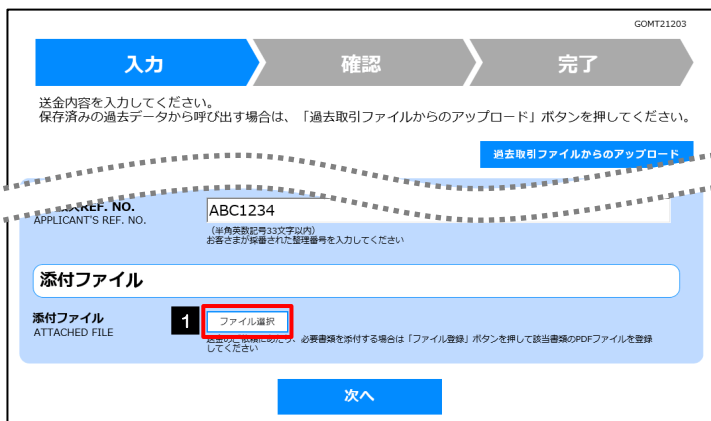 GOMT21203
入力
確認
完了
送金内容を入力してください。
保存済みの過去データから呼び出す場合は、「過去取引ファイルからのアップロード」ボタンを押してください。
過去取引ファイルからのアップロード
REF. NO.
APPLICANT'S REF. NO.
ABC1234
(半角英数記号33文字以内)
お客さまが採番された整理番号を入力してください
添付ファイル
添付ファイル
ATTACHED FILE
1
ファイル選択
送金のご依頼にあたり、必要書類を添付する場合は「ファイル登録」ボタンを押して該当書類のPDFファイルを登録
してください
次へ